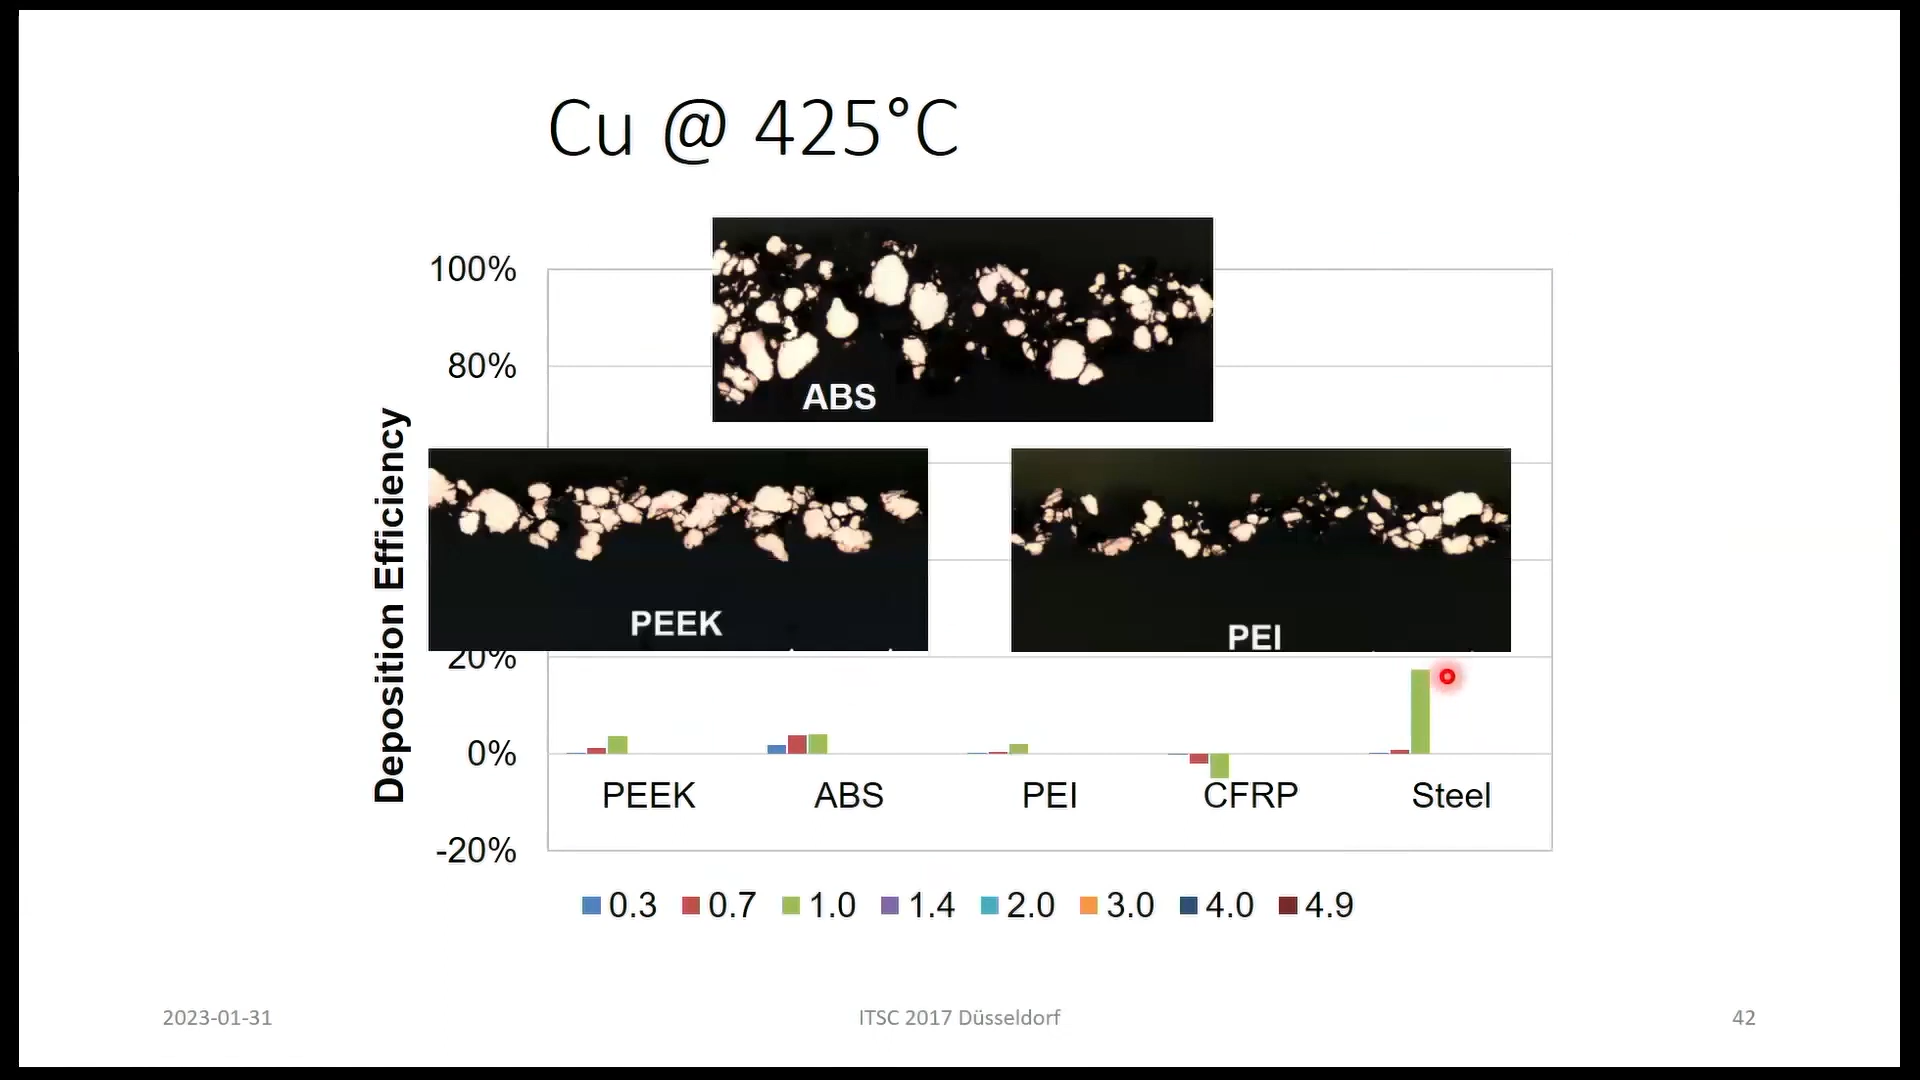 Cu @ 425°C
100%
80%
ABS
Deposition Efficiency
PEEK
PEI
20%
0%
PEEK ABS PEI CFRP Steel
-20%
0.3 0.7 1.0 1.4 2.0 3.0 4.0 4.9
2023-01-31 ITSC 2017 Düsseldorf 42